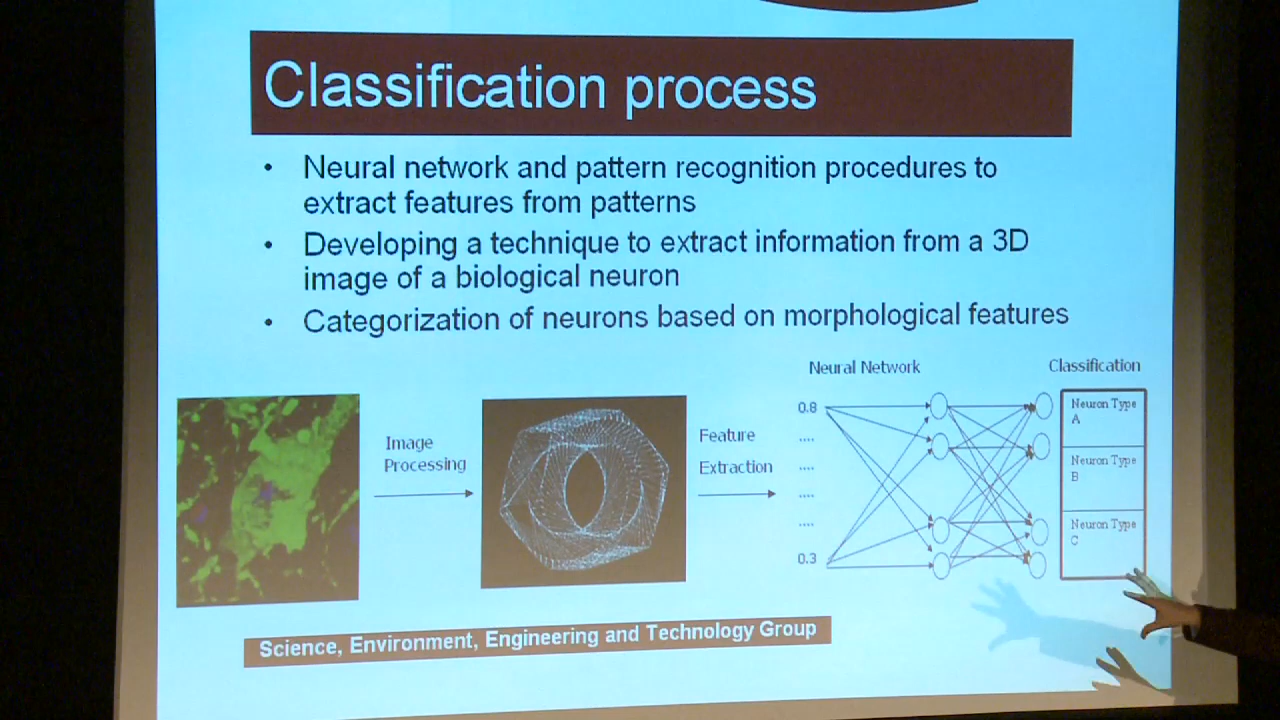 Classification process
• Neural network and pattern recognition procedures to
extract features from patterns
• Developing a technique to extract information from a 3D
image of a biological neuron
• Categorization of neurons based on morphological features
Neural Network
Classification
Image
Processing
Feature
Extraction
0.8
....
....
....
....
0.3
Neuron Type
A
Neuron Type
B
Neuron Type
C
Science, Environment, Engineering and Technology Group